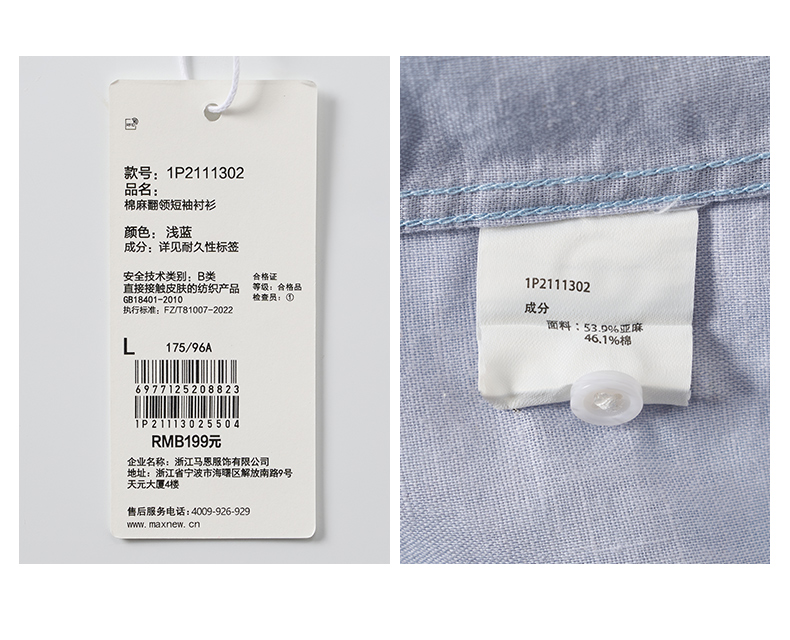 款号：1P2111302
品名：
棉麻翻领短袖衬衫
颜色：浅蓝
成分：详见耐久性标签
安全技术类别：B类
直接接触皮肤的纺织产品
GB18401-2010
执行标准：FZ/T81007-2022
合格证
等级：合格品
检查员：①
L 175/96A
6977125208823
1P21113025504
RMB199元
企业名称：浙江马恩服饰有限公司
地址：浙江省宁波市海曙区解放南路9号
天元大厦4楼
售后服务电话：4009-926-929
www.maxnew.cn
1P2111302
成分
面料：53.9%亚麻
46.1%棉